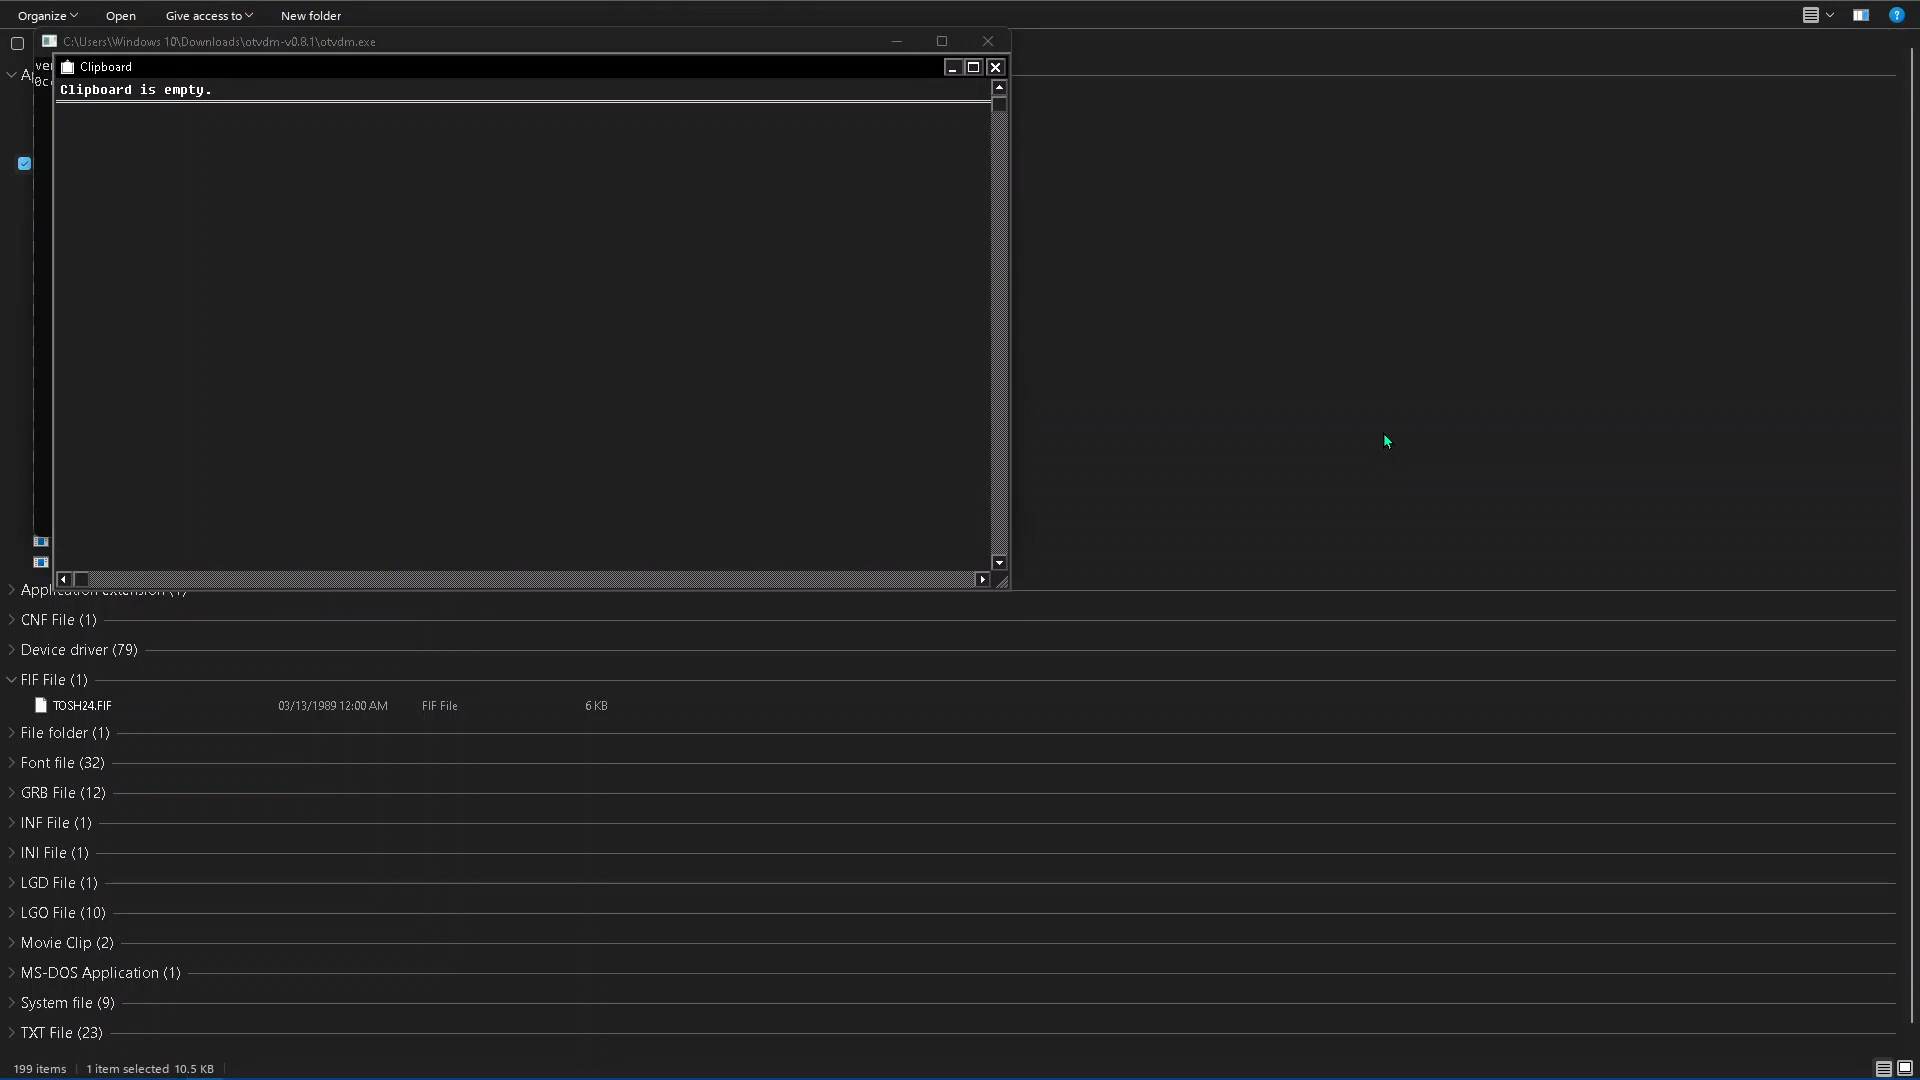 Organize Open Give access to New folder
C:\Users\Windows 10\Downloads\otvdm-v0.8.1\otvdm.exe
Clipboard
Clipboard is empty.
CNF File (1)
Device driver (79)
FIF File (1)
TOSH24.FIF 03/13/1989 12:00 AM FIF File 6 KB
File folder (1)
Font file (32)
GRB File (12)
INF File (1)
INI File (1)
LGD File (1)
LGO File (10)
Movie Clip (2)
MS-DOS Application (1)
System file (9)
TXT File (23)
199 items 1 item selected 10.5 KB